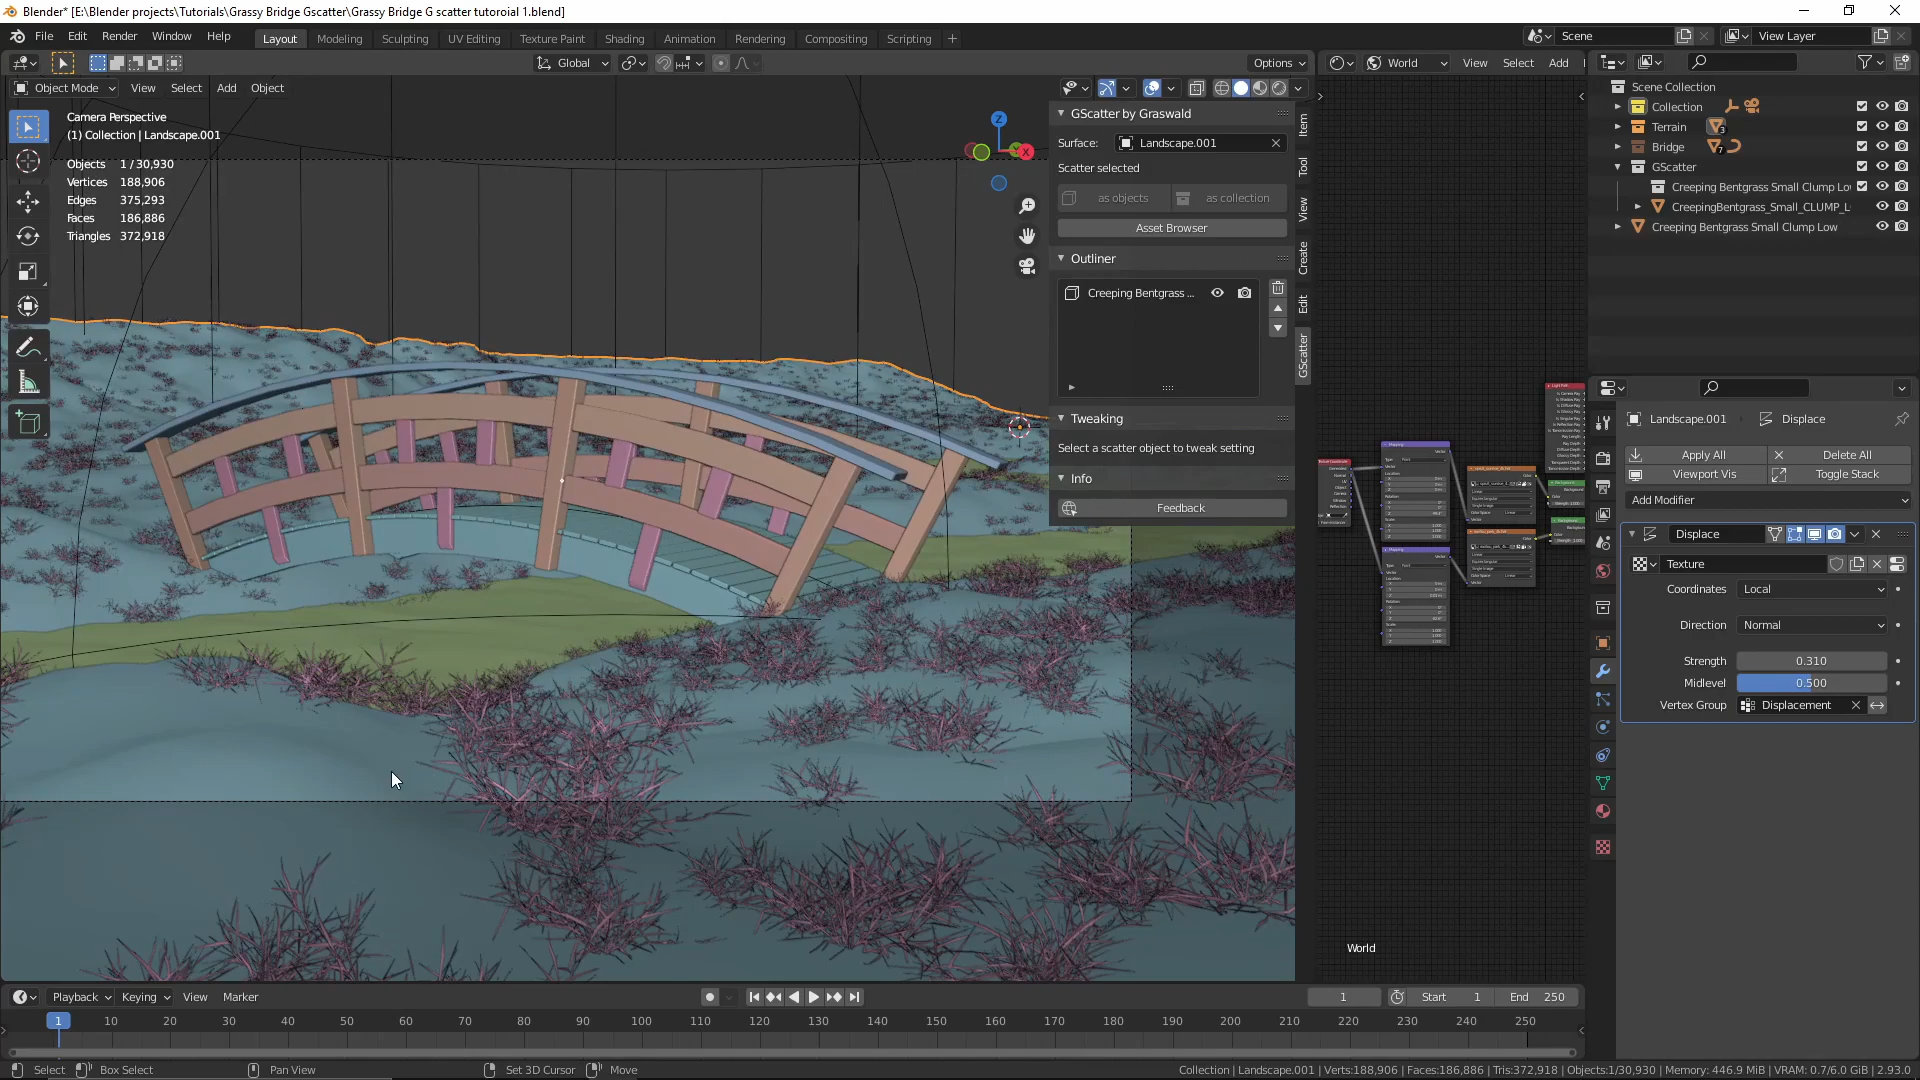 Blender* [E:\Blender projects\Tutorials\Grassy Bridge Gscatter\Grassy Bridge G scatter tutoroial 1.blend]
File Edit Render Window Help
Layout Modeling Sculpting UV Editing Texture Paint Shading Animation Rendering Compositing Scripting +
Scene
View Layer
Global
Options
World
View Select Add
Object Mode View Select Add Object
Camera Perspective
(1) Collection | Landscape.001
Objects 1 / 30,930
Vertices 188,906
Edges 375,293
Faces 186,886
Triangles 372,918
Z
X
GScatter by Graswald
Surface: Landscape.001
Scatter selected
as objects as collection
Asset Browser
Outliner
Creeping Bentgrass ...
Tweaking
Select a scatter object to tweak setting
Info
Feedback
Item
Tool
View
Create
Edit
GScatter
Scene Collection
Collection
Terrain 3
Bridge 7
GScatter
Creeping Bentgrass Small Clump Lo
CreepingBentgrass_Small_CLUMP_L
Creeping Bentgrass Small Clump Low
Landscape.001 Displace
Apply All Delete All
Viewport Vis Toggle Stack
Add Modifier
Displace
Texture
Coordinates Local
Direction Normal
Strength 0.310
Midlevel 0.500
Vertex Group Displacement
World
Playback Keying View Marker
1 Start 1 End 250
1 10 20 30 40 50 60 70 80 90 100 110 120 130 140 150 160 170 180 190 200 210 220 230 240 250
Select Box Select Pan View Set 3D Cursor Move
Collection | Landscape.001 | Verts:188,906 | Faces:186,886 | Tris:372,918 | Objects:1/30,930 | Memory: 446.9 MiB | VRAM: 0.7/6.0 GiB | 2.93.0